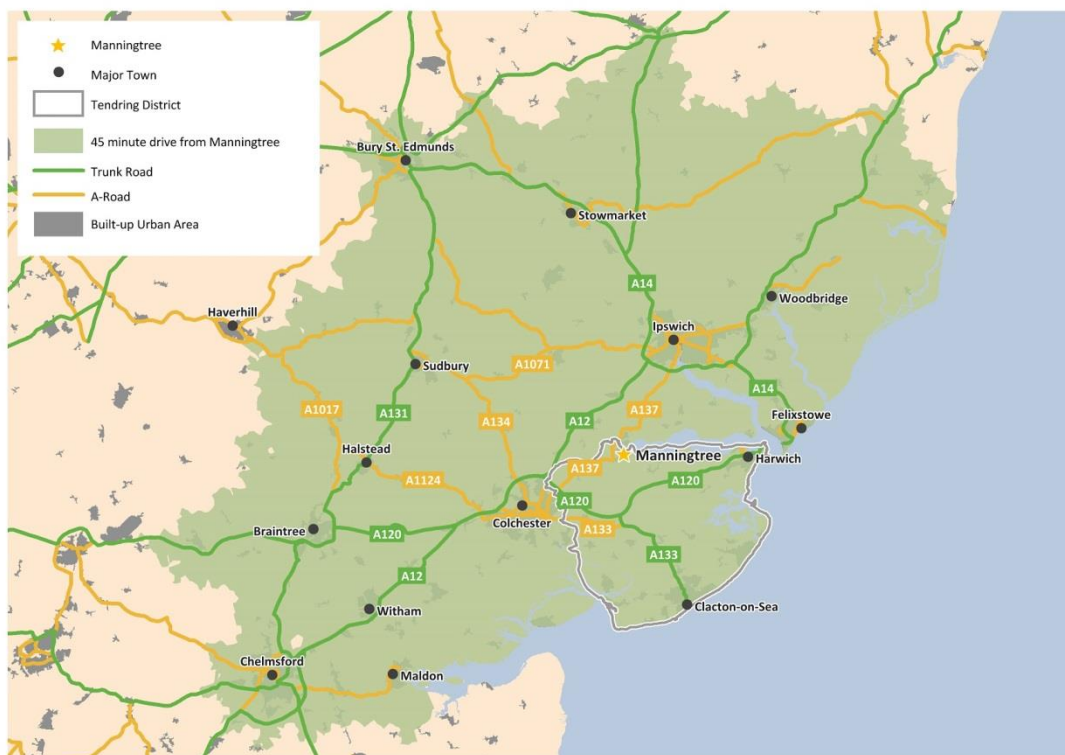 Manningtree
Major Town
Tendring District
45 minute drive from Manningtree
Trunk Road
A-Road
Built-up Urban Area
Bury St. Edmunds
Stowmarket
A14
Woodbridge
Haverhill
Ipswich
Sudbury
A1071
A14
A1017
A131
A134
A12
A137
Felixstowe
Halstead
A137
Manningtree
Harwich
A1124
A120
A120
Colchester
Braintree
A120
A133
A133
A12
Witham
Clacton-on-Sea
Chelmsford
Maldon